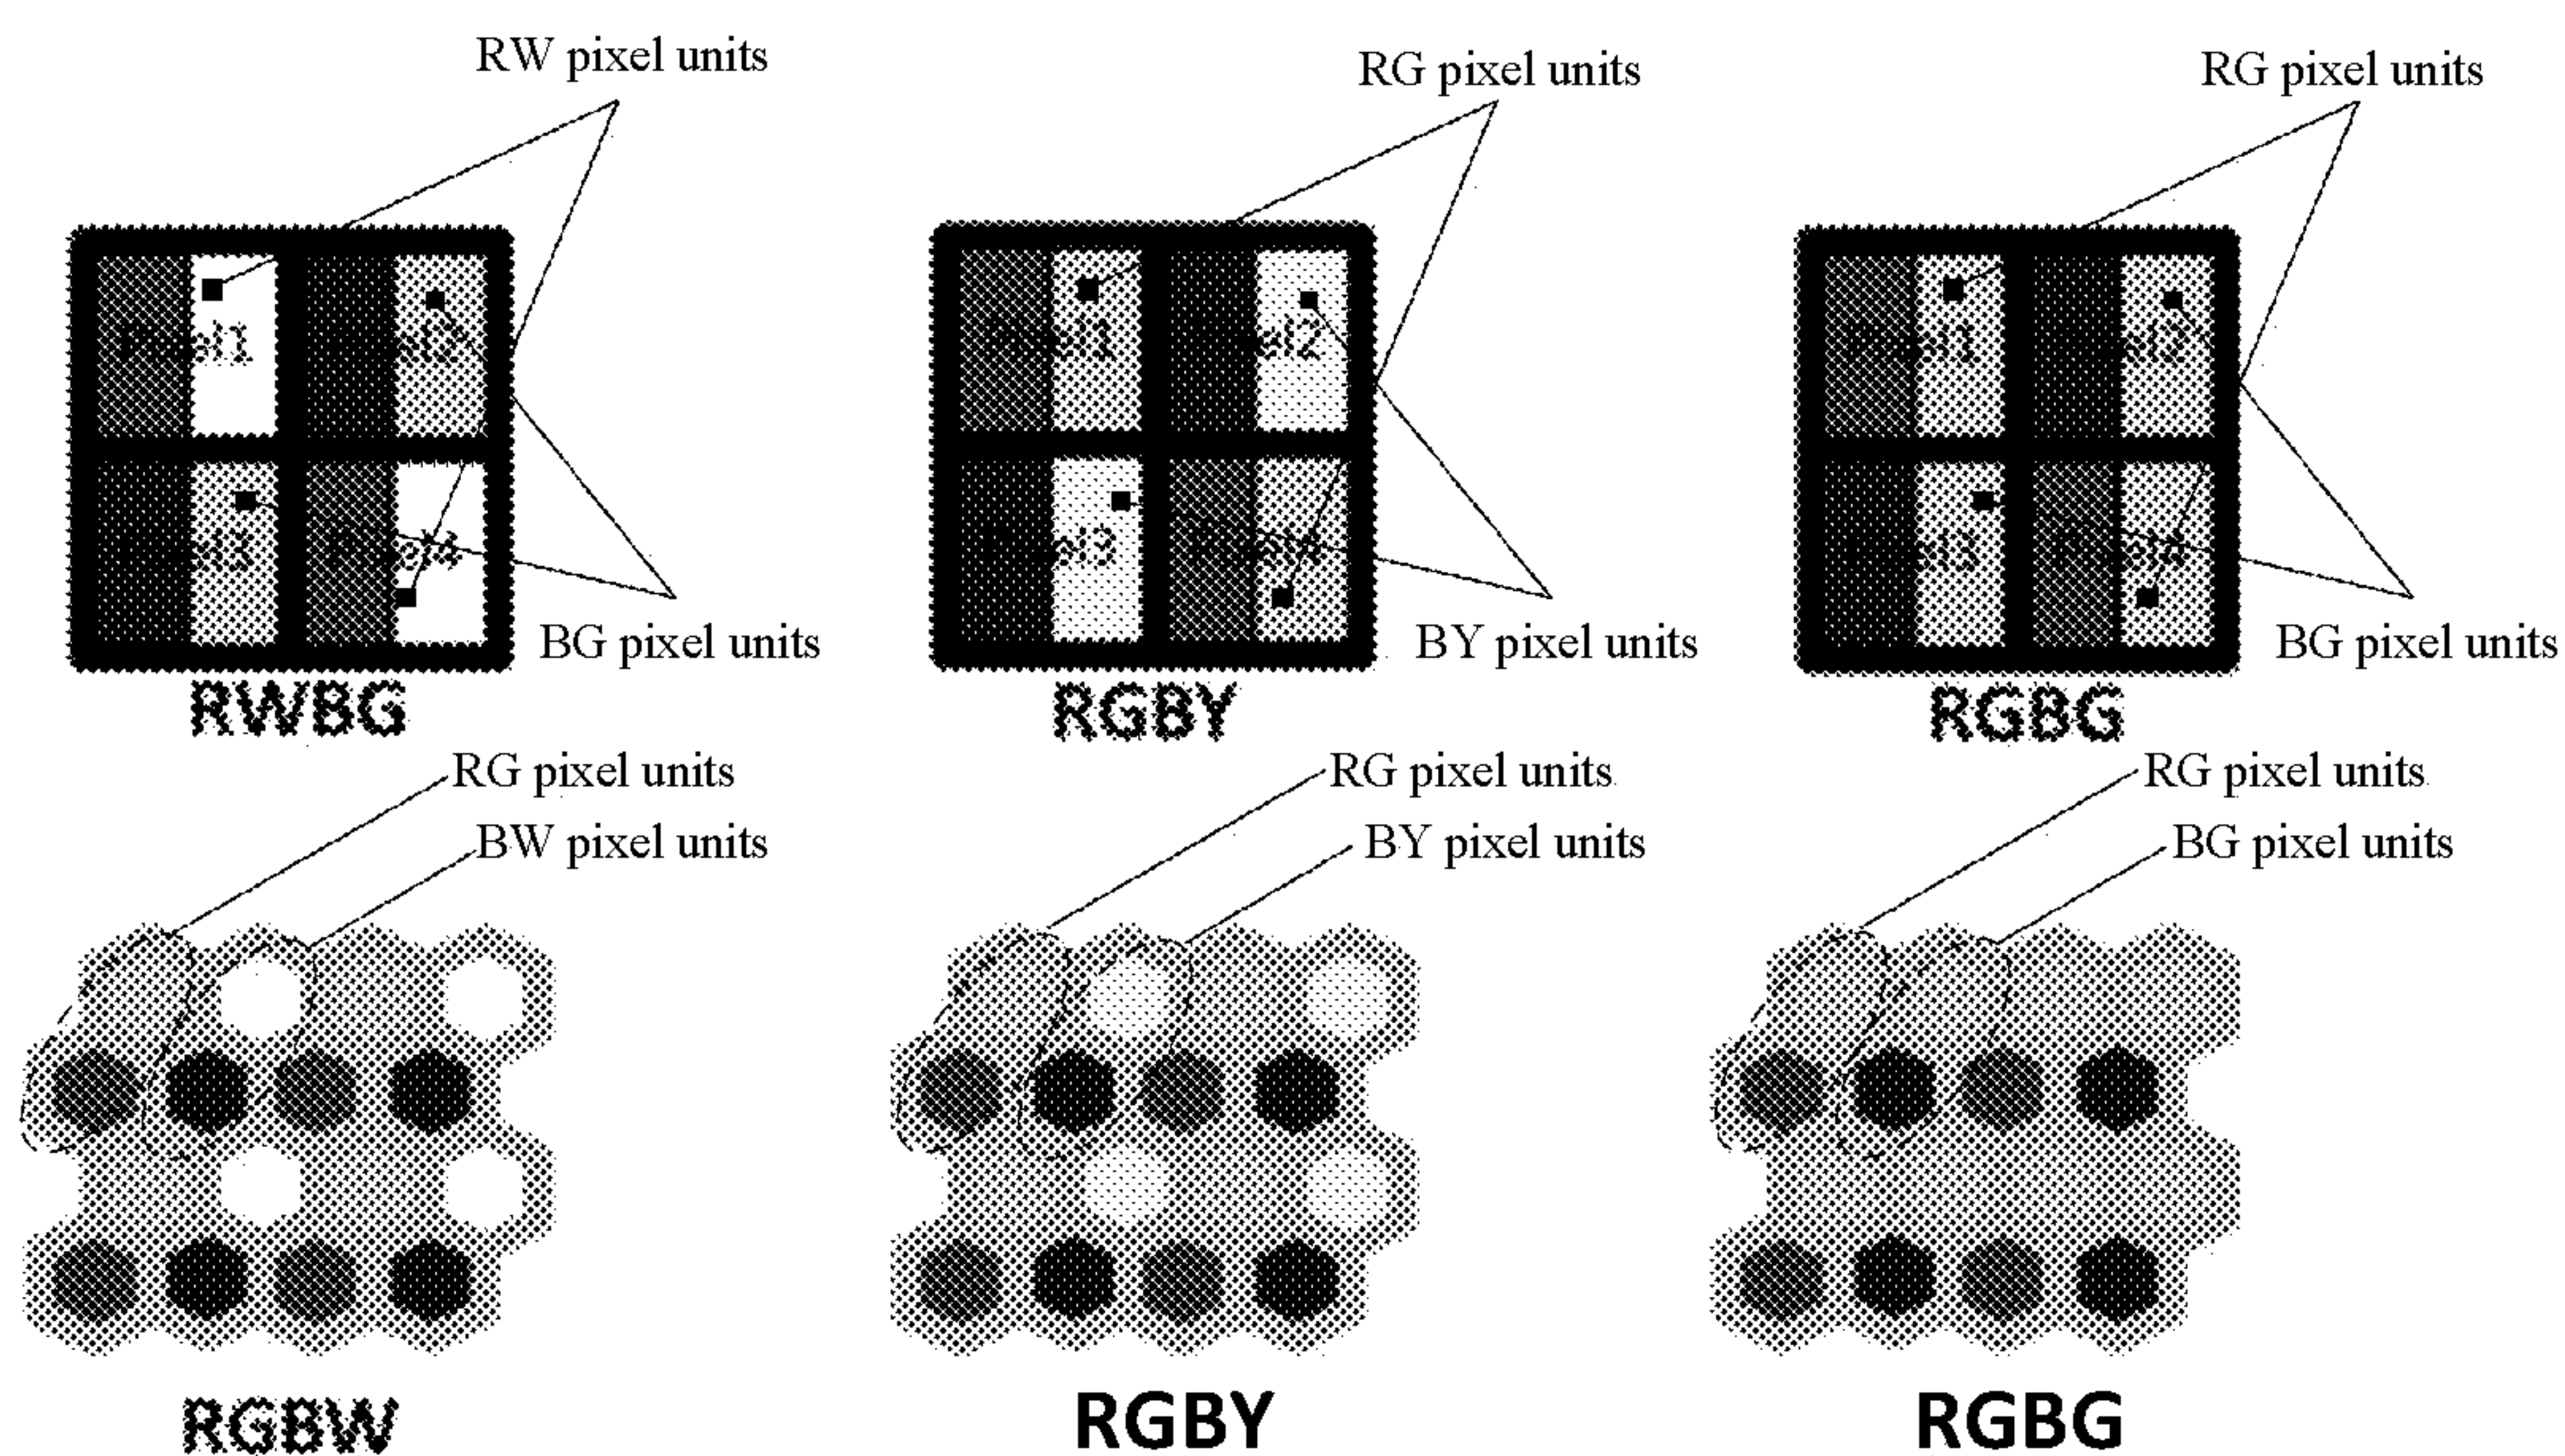 RW pixel units
RG pixel units
RG pixel units
BG pixel units
BY pixel units
BG pixel units
RWBG
RGBY
RGBG
RG pixel units
RG pixel units
RG pixel units
BW pixel units
BY pixel units
BG pixel units
RGBW
RGBY
RGBG